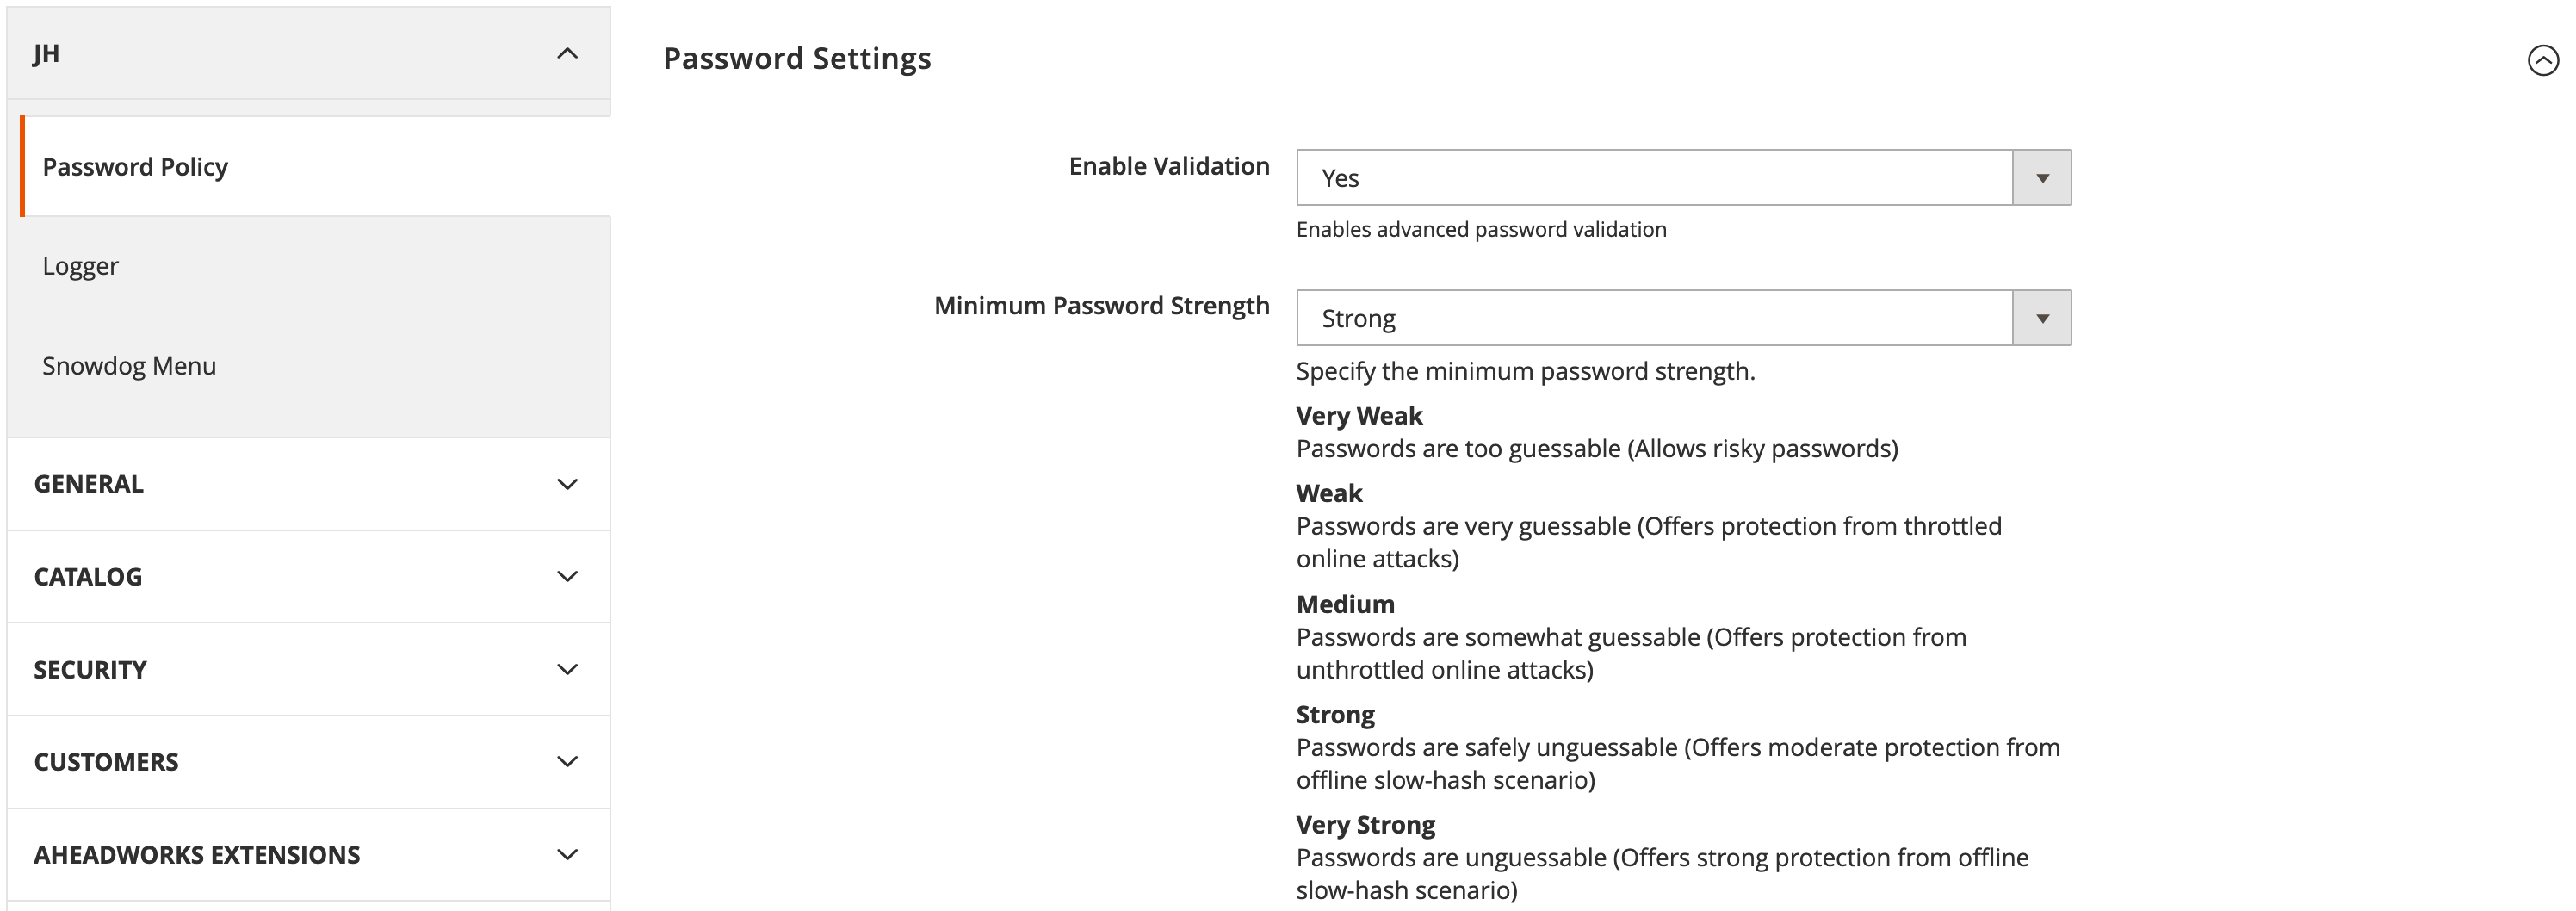 JH
Password Policy
Logger
Snowdog Menu
GENERAL
CATALOG
SECURITY
CUSTOMERS
AHEADWORKS EXTENSIONS
Password Settings
Enable Validation
Yes
Enables advanced password validation
Minimum Password Strength
Strong
Specify the minimum password strength.
Very Weak
Passwords are too guessable (Allows risky passwords)
Weak
Passwords are very guessable (Offers protection from throttled
online attacks)
Medium
Passwords are somewhat guessable (Offers protection from
unthrottled online attacks)
Strong
Passwords are safely unguessable (Offers moderate protection from
offline slow-hash scenario)
Very Strong
Passwords are unguessable (Offers strong protection from offline
slow-hash scenario)